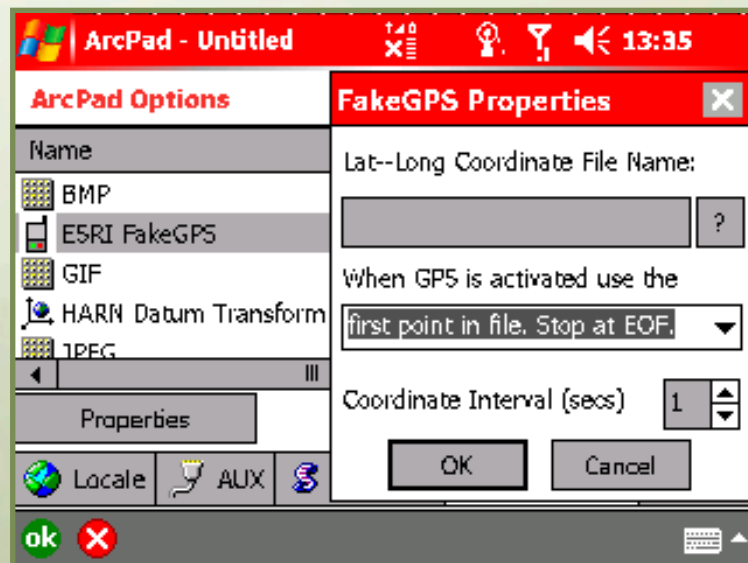 ArcPad - Untitled
13:35
ArcPad Options
Name
BMP
ESRI FakeGPS
GIF
HARN Datum Transform
JPEG
Properties
Locale
AUX
FakeGPS Properties
Lat--Long Coordinate File Name:
?
When GPS is activated use the
first point in file. Stop at EOF.
Coordinate Interval (secs)
1
OK
Cancel
ok